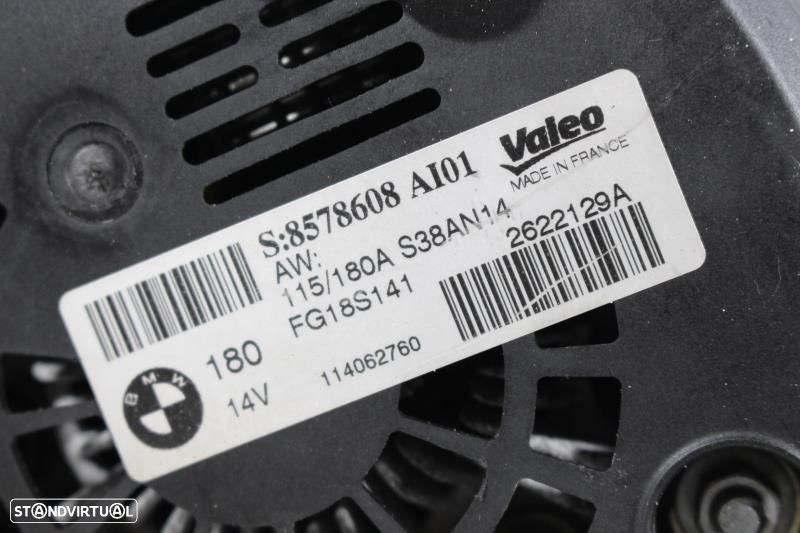 Valeo
MADE IN FRANCE
S:8578608 AI01
AW:
115/180A S38AN14
2622129A
FG18S141
180
14V
114062760
BMW
STANDVIRTUAL